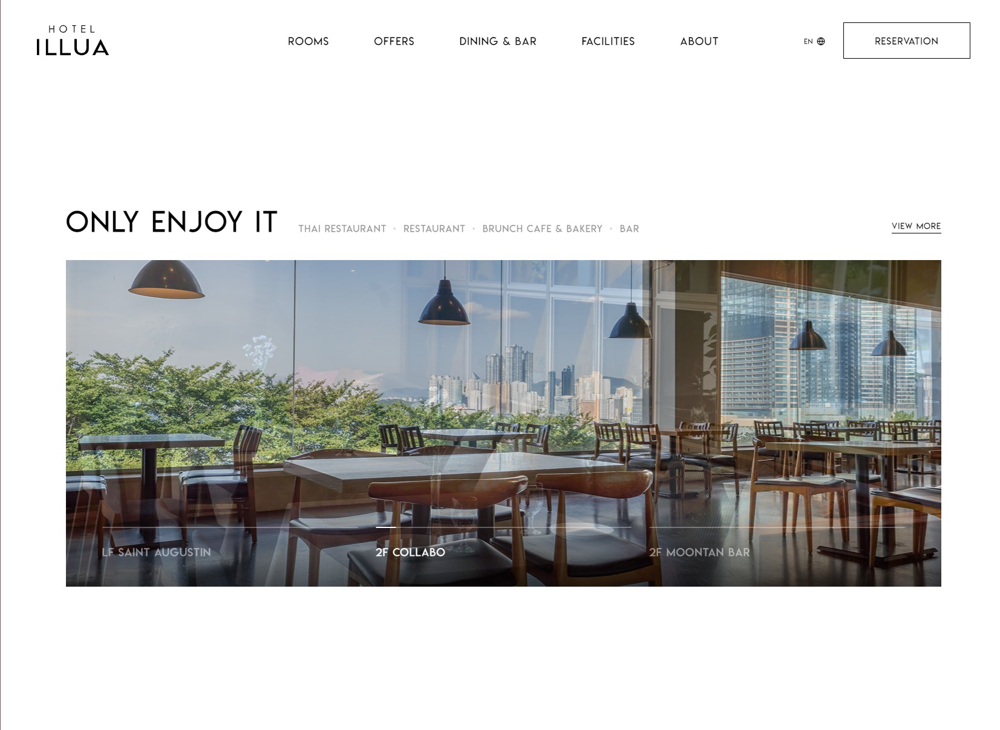 HOTEL
ILLUA
ROOMS
OFFERS
DINING & BAR
FACILITIES
ABOUT
EN
RESERVATION
ONLY ENJOY IT
THAI RESTAURANT • RESTAURANT • BRUNCH CAFE & BAKERY • BAR
VIEW MORE
LF SAINT AUGUSTIN
2F COLLABO
2F MOONTAN BAR